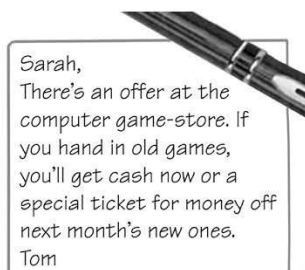 Sarah,
There's an offer at the
computer game-store. If
you hand in old games,
you'll get cash now or a
special ticket for money off
next month's new ones.
Tom